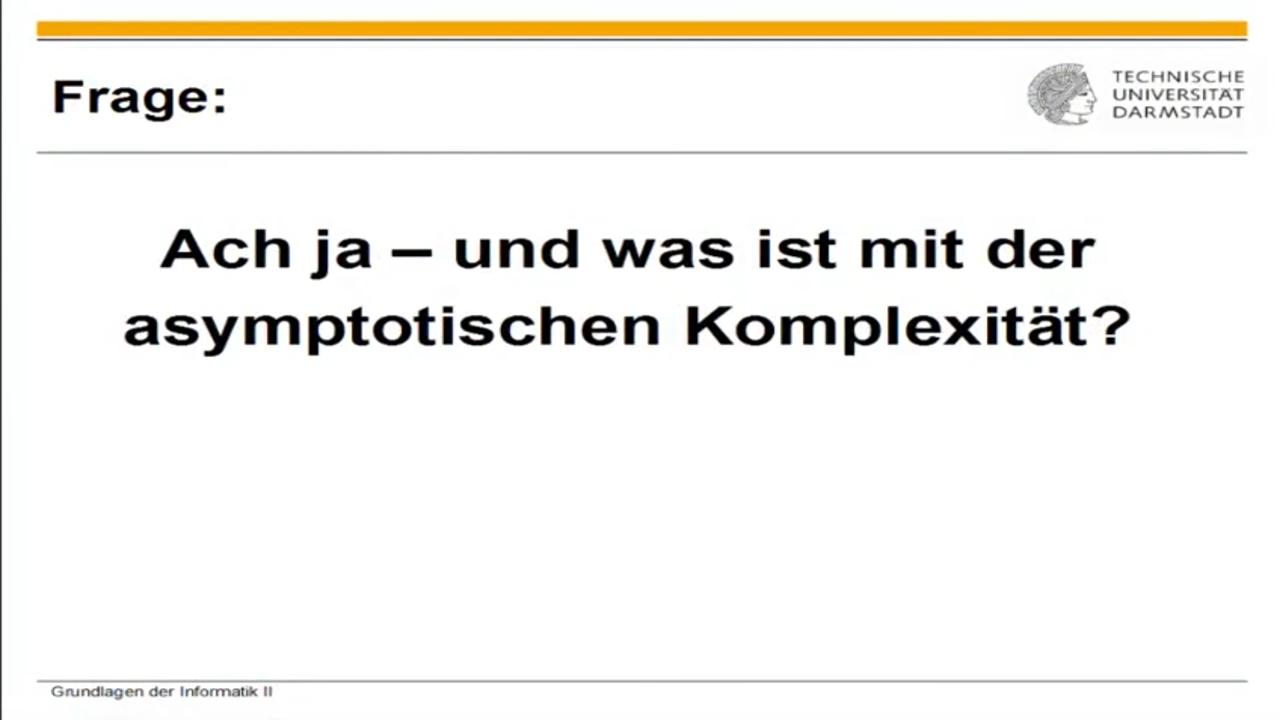 Frage:
TECHNISCHE
UNIVERSITÄT
DARMSTADT
Ach ja – und was ist mit der
asymptotischen Komplexität?
Grundlagen der Informatik II